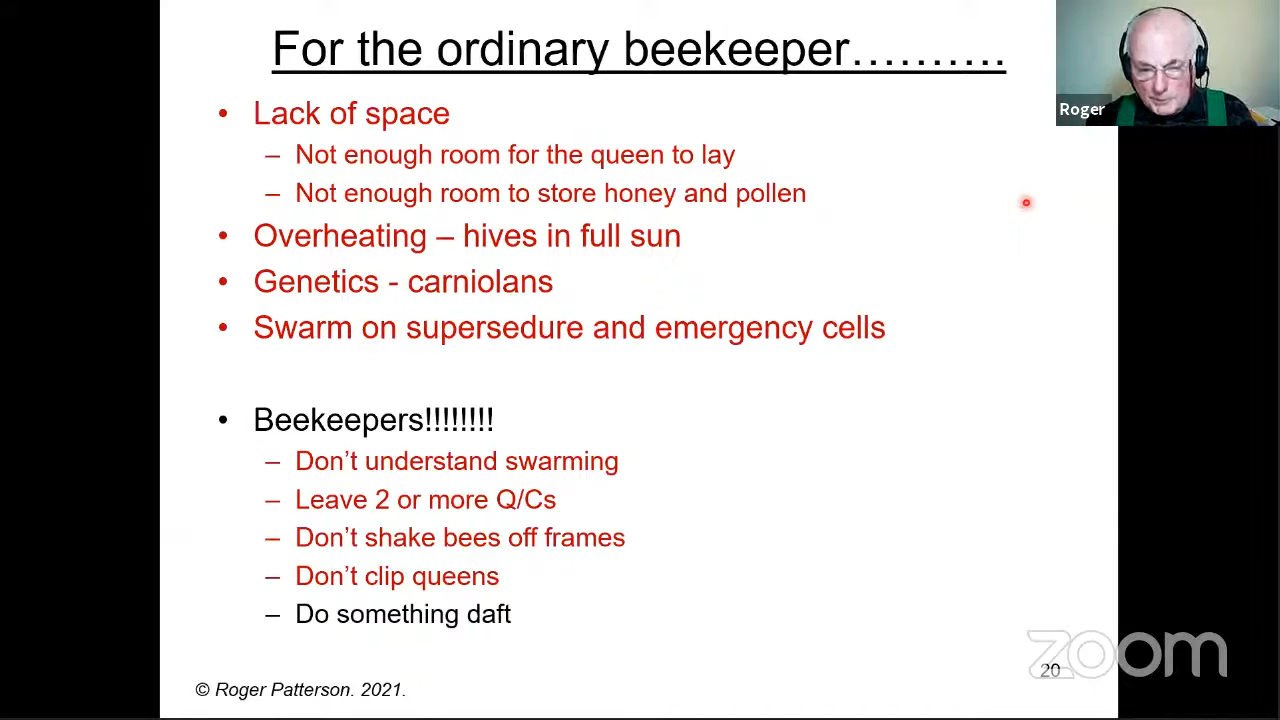 For the ordinary beekeeper……….
Roger
• Lack of space
– Not enough room for the queen to lay
– Not enough room to store honey and pollen
• Overheating – hives in full sun
• Genetics - carniolans
• Swarm on supersedure and emergency cells
• Beekeepers!!!!!!!!
– Don’t understand swarming
– Leave 2 or more Q/Cs
– Don’t shake bees off frames
– Don’t clip queens
– Do something daft
zoom
20
© Roger Patterson. 2021.